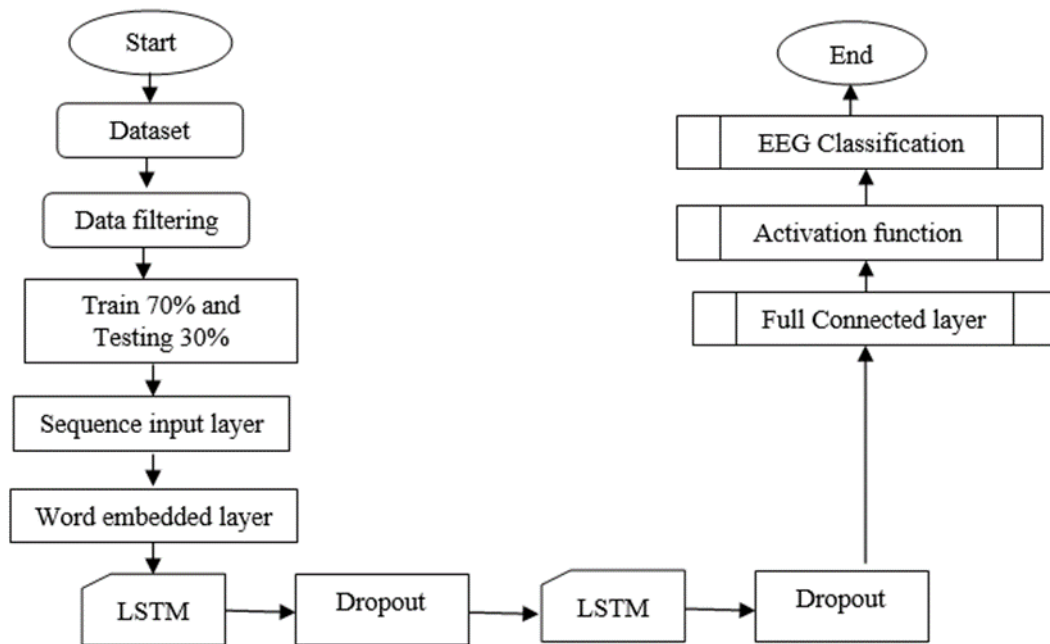 Start
Dataset
Data filtering
Train 70% and
Testing 30%
Sequence input layer
Word embedded layer
LSTM
Dropout
LSTM
Dropout
Full Connected layer
Activation function
EEG Classification
End